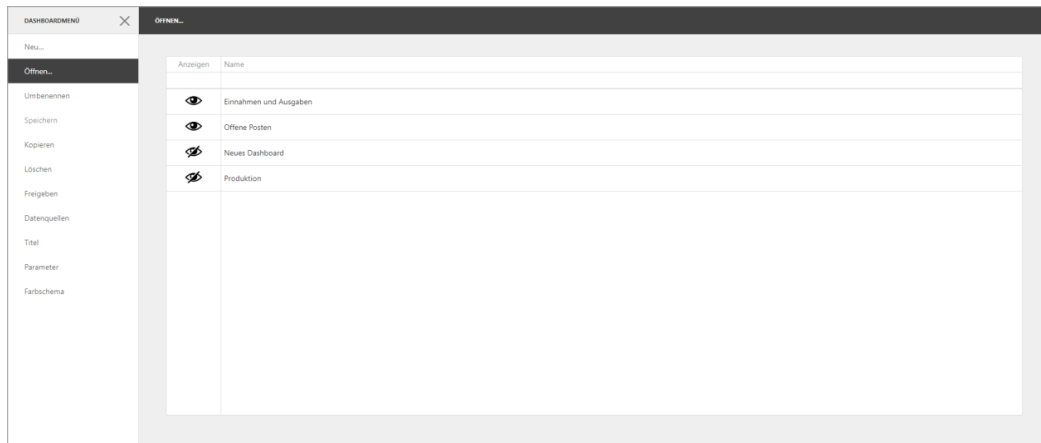 DASHBOARDMENÜ
Neu...
Öffnen...
Umbenennen
Speichern
Kopieren
Löschen
Freigeben
Datenquellen
Titel
Parameter
Farbschema
ÖFFNEN...
Anzeigen Name
Einnahmen und Ausgaben
Offene Posten
Neues Dashboard
Produktion